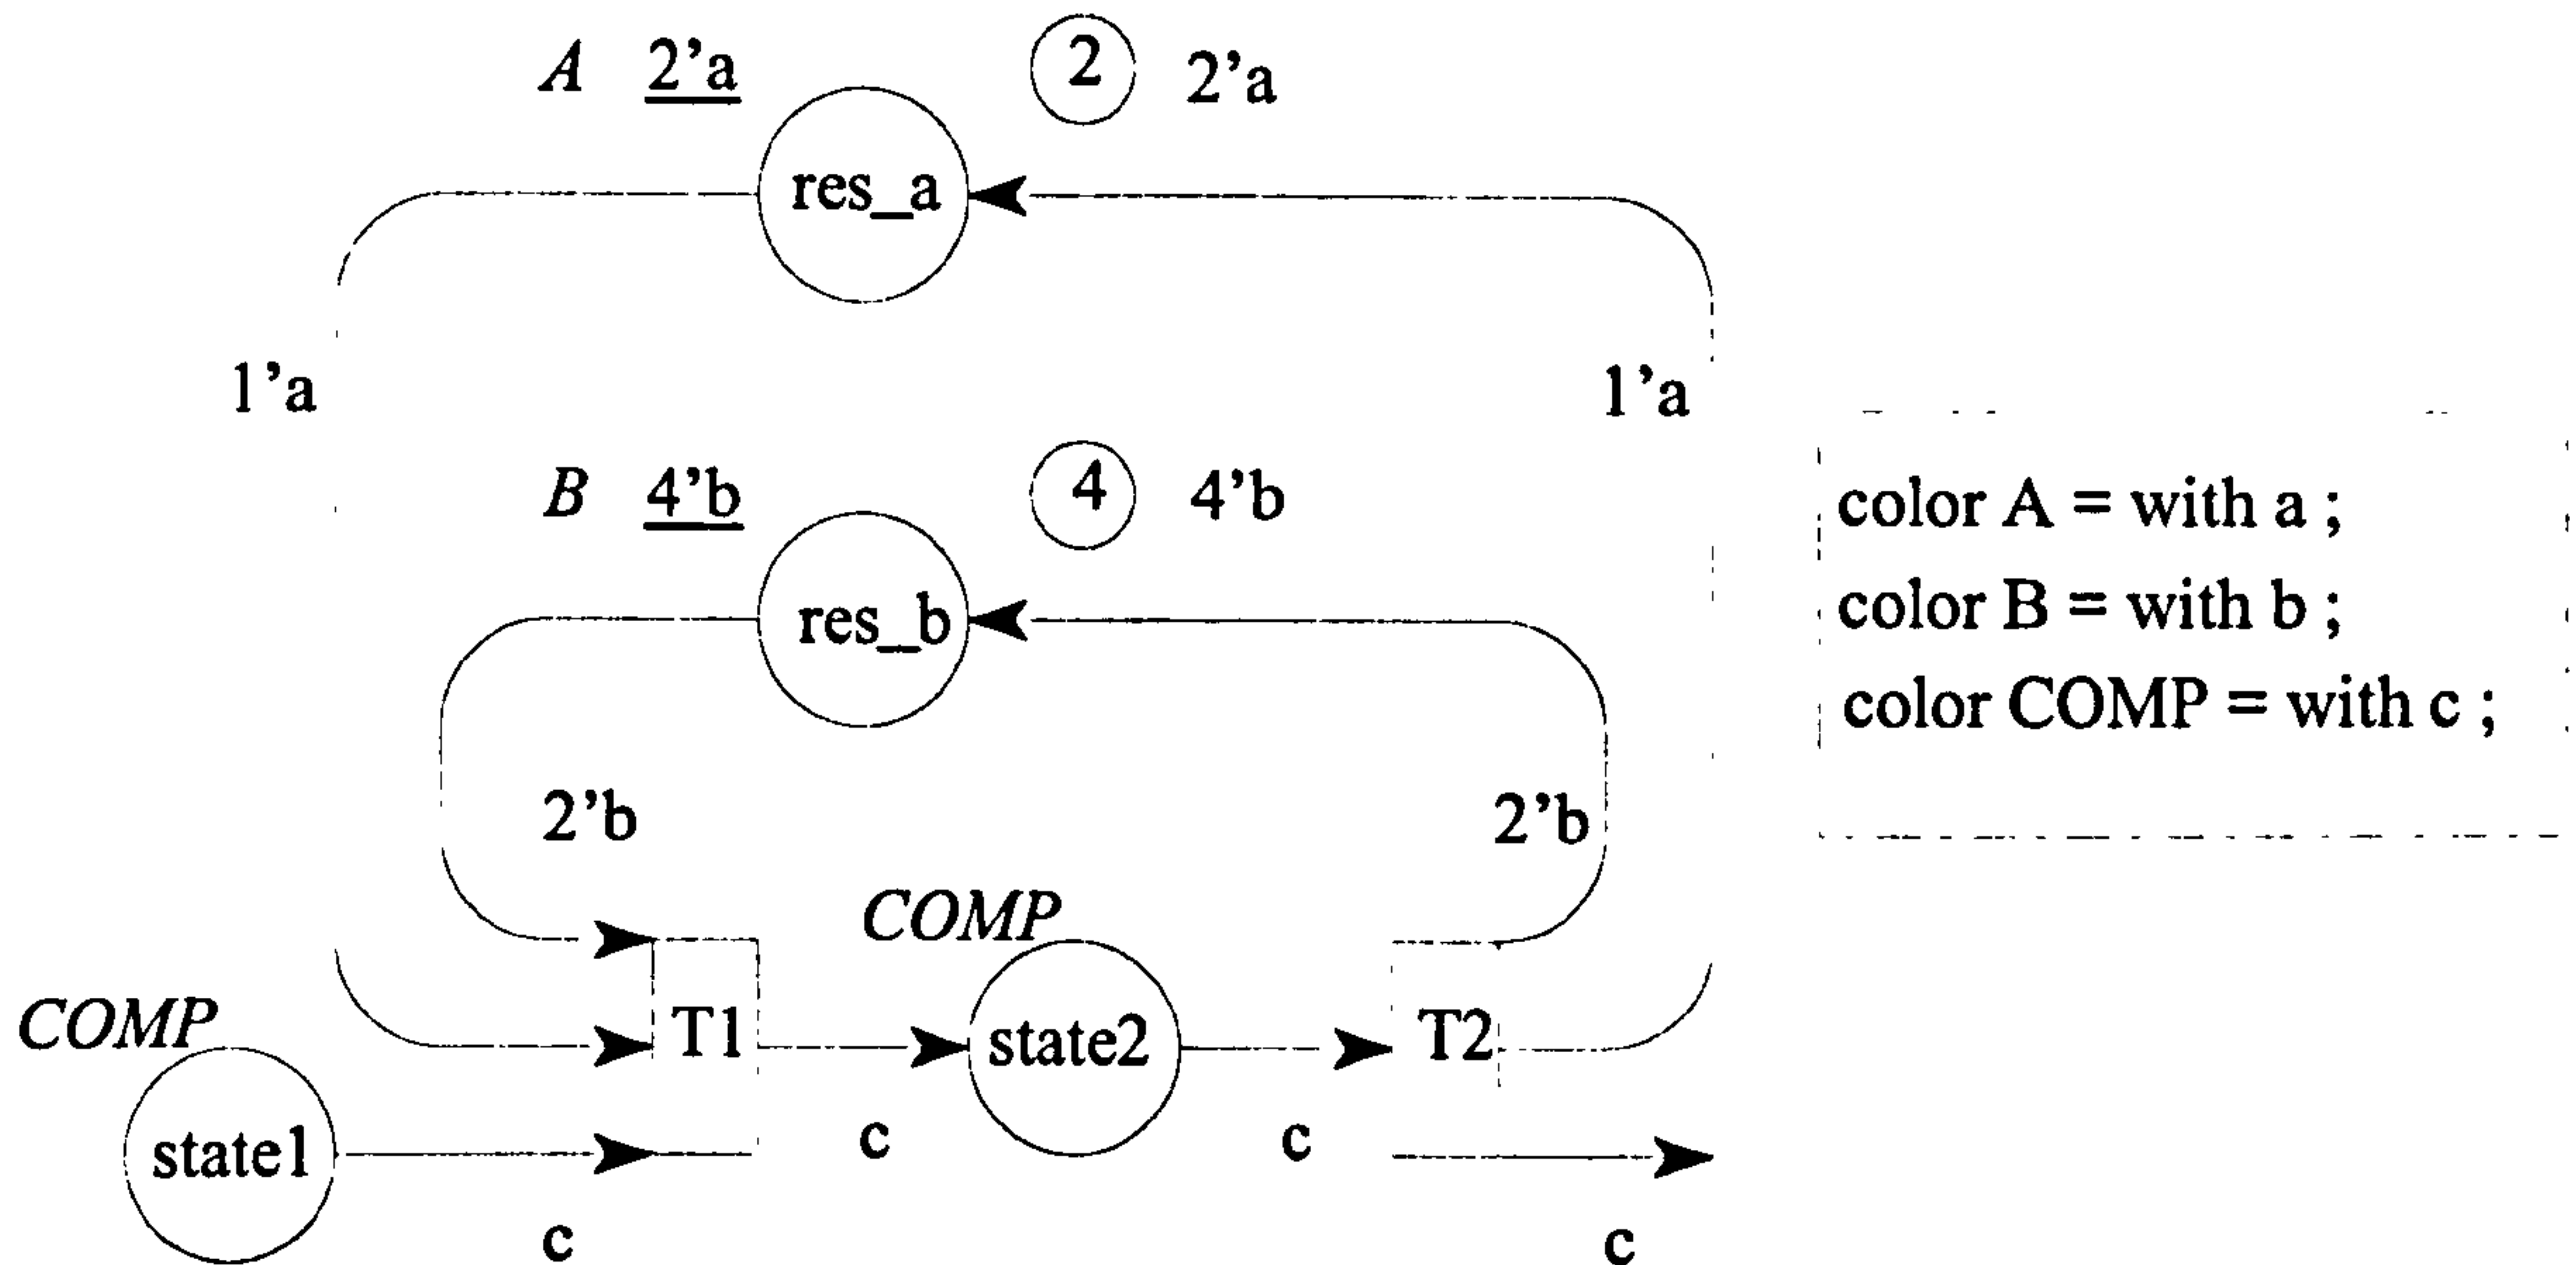 A 2'a 2 2'a
res_a
1'a 1'a
B 4'b 4 4'b
res_b
2'b 2'b
color A = with a ;
color B = with b ;
color COMP = with c ;
COMP
COMP
T1 state2 T2
state1
c c
c c